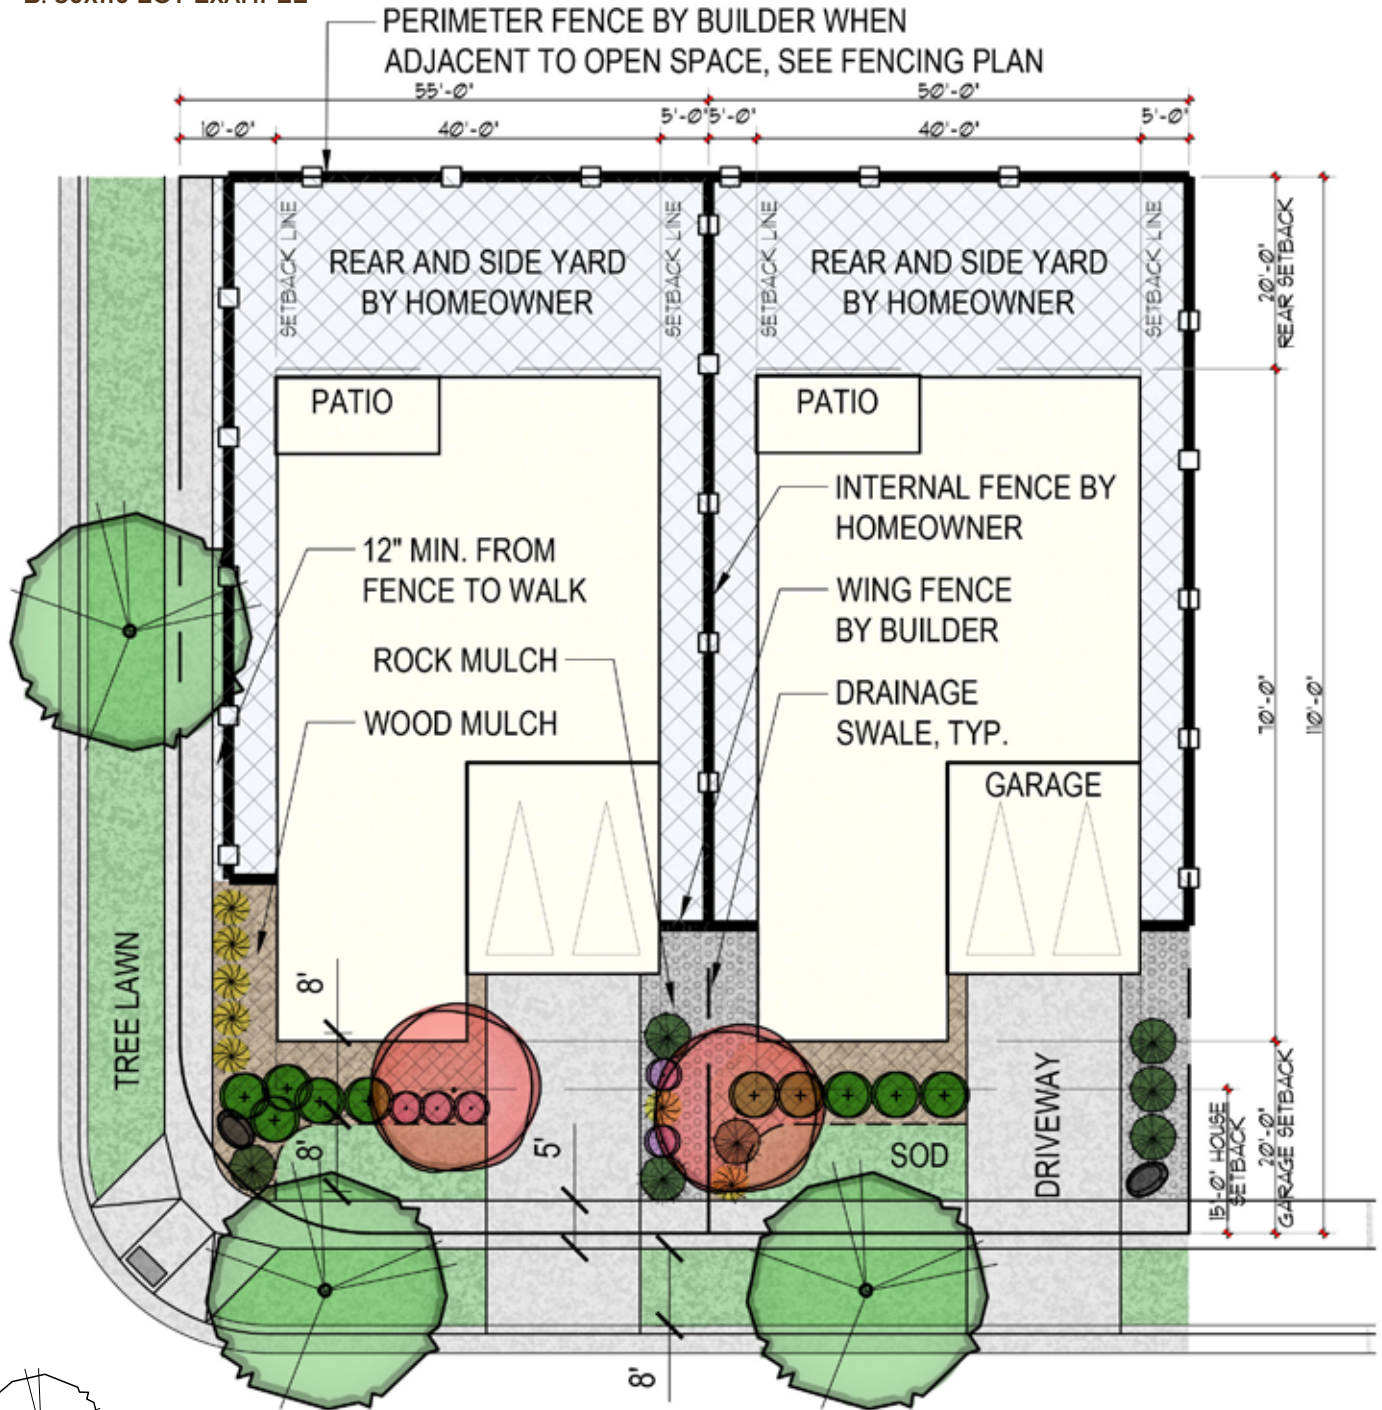 B. 50x110 LOT EXAMPLE
PERIMETER FENCE BY BUILDER WHEN
ADJACENT TO OPEN SPACE, SEE FENCING PLAN
55'-0"
50'-0"
10'-0"
40'-0"
5'-0"
5'-0"
40'-0"
5'-0"
SETBACK LINE
SETBACK LINE
SETBACK LINE
SETBACK LINE
REAR AND SIDE YARD
BY HOMEOWNER
REAR AND SIDE YARD
BY HOMEOWNER
20'-0"
REAR SETBACK
PATIO
PATIO
INTERNAL FENCE BY
HOMEOWNER
12" MIN. FROM
FENCE TO WALK
WING FENCE
BY BUILDER
ROCK MULCH
DRAINAGE
SWALE, TYP.
WOOD MULCH
70'-0"
110'-0"
GARAGE
TREE LAWN
8'
8'
5'
SOD
DRIVEWAY
15'-0" HOUSE
SETBACK
20'-0"
GARAGE SETBACK
8'